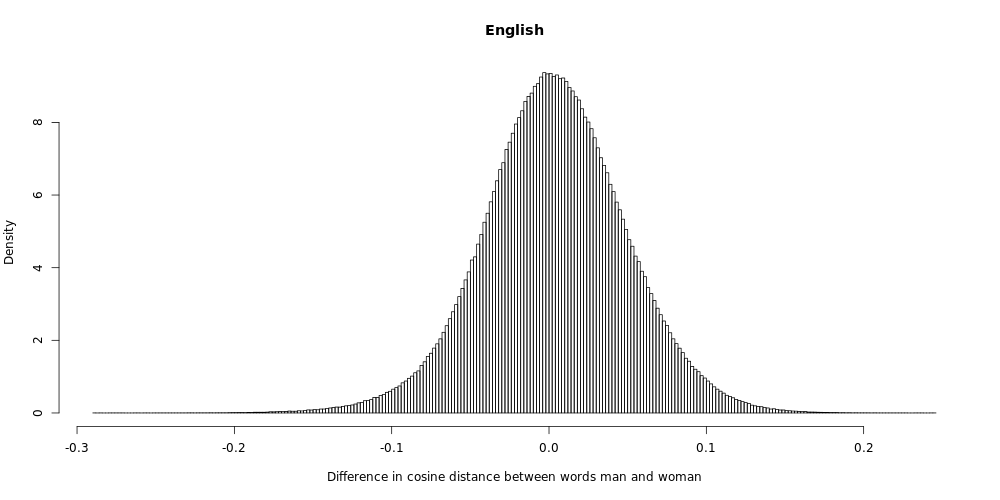 English
Density
8
6
4
2
0
-0.3 -0.2 -0.1 0.0 0.1 0.2
Difference in cosine distance between words man and woman